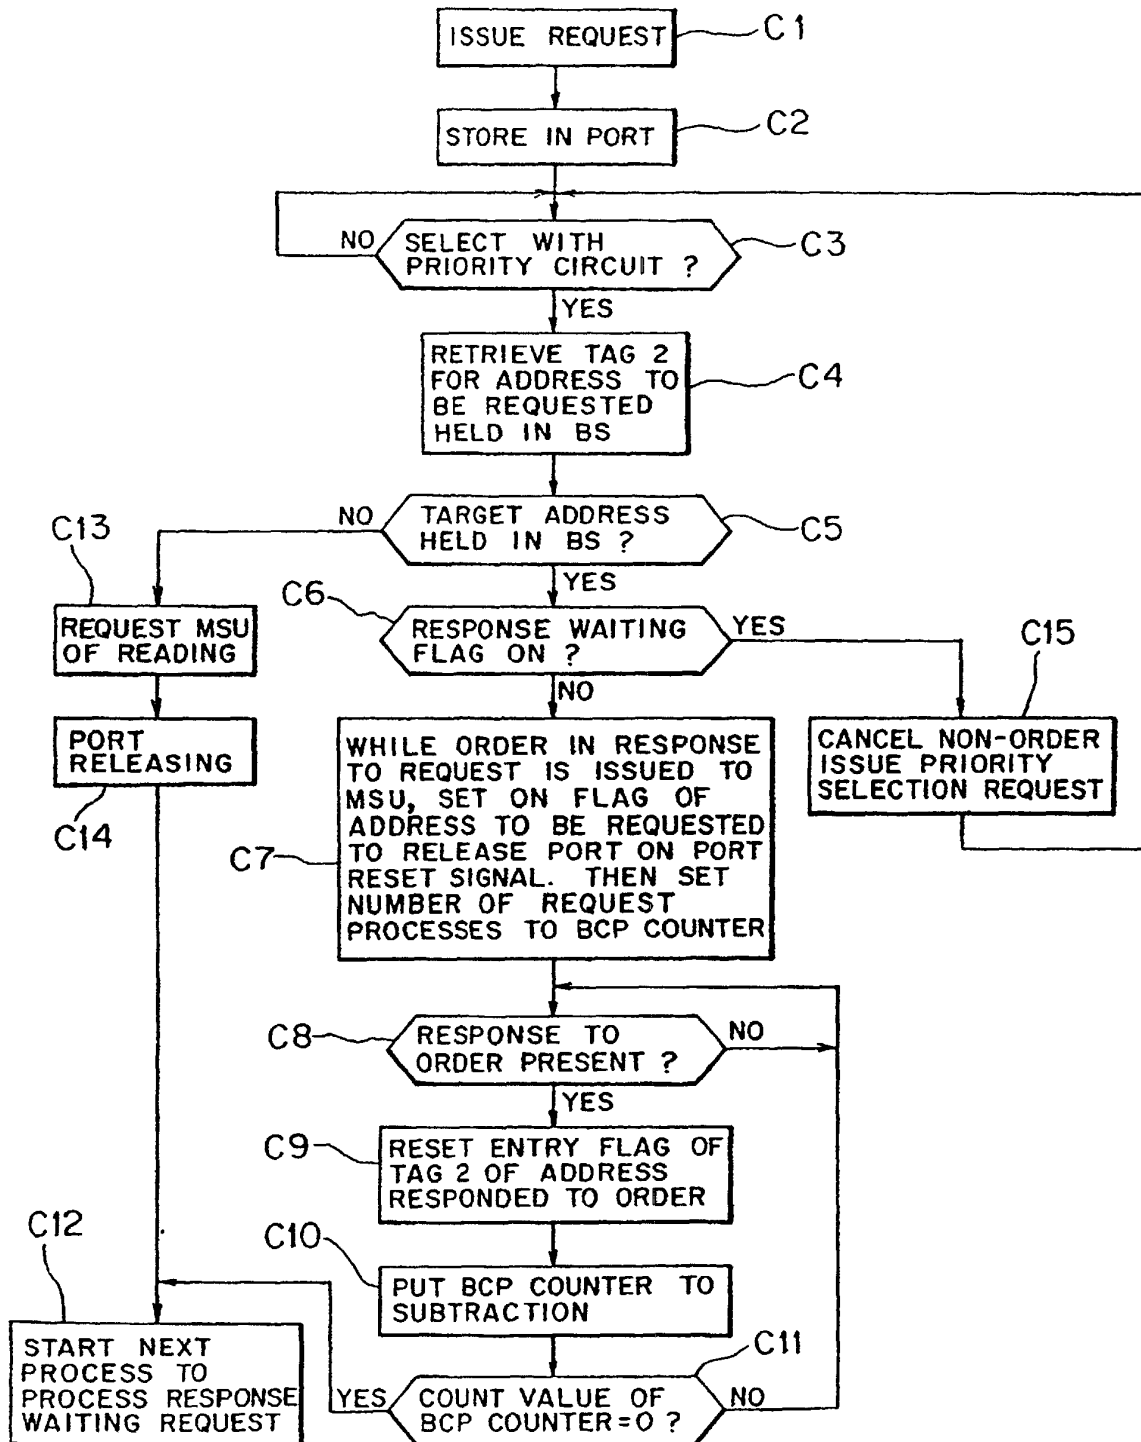 ISSUE REQUEST
C1
STORE IN PORT
C2
NO
SELECT WITH
PRIORITY CIRCUIT ?
C3
YES
RETRIEVE TAG 2
FOR ADDRESS TO
BE REQUESTED
HELD IN BS
C4
NO
TARGET ADDRESS
HELD IN BS ?
C5
YES
C13
REQUEST MSU
OF READING
C6
RESPONSE WAITING
FLAG ON ?
YES
NO
C15
CANCEL NON-ORDER
ISSUE PRIORITY
SELECTION REQUEST
PORT
RELEASING
C14
C7
WHILE ORDER IN RESPONSE
TO REQUEST IS ISSUED TO
MSU, SET ON FLAG OF
ADDRESS TO BE REQUESTED
TO RELEASE PORT ON PORT
RESET SIGNAL. THEN SET
NUMBER OF REQUEST
PROCESSES TO BCP COUNTER
C8
RESPONSE TO
ORDER PRESENT ?
NO
YES
C9
RESET ENTRY FLAG OF
TAG 2 OF ADDRESS
RESPONDED TO ORDER
C10
PUT BCP COUNTER TO
SUBTRACTION
C12
START NEXT
PROCESS TO
PROCESS RESPONSE
WAITING REQUEST
C11
YES
COUNT VALUE OF
BCP COUNTER=0 ?
NO